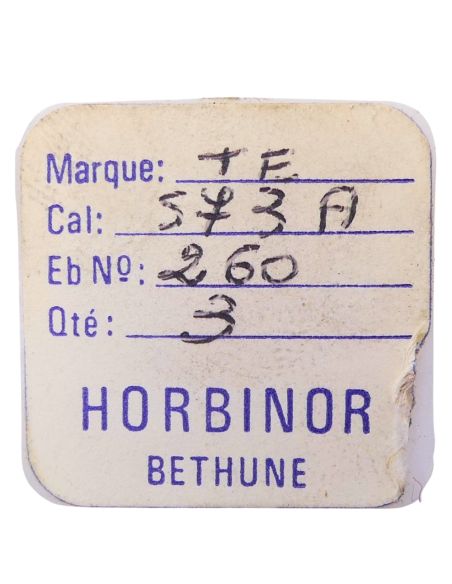 Marque: TE
Cal: 573 A
Eb Nº: 260
Qté: 3
HORBINOR
BETHUNE